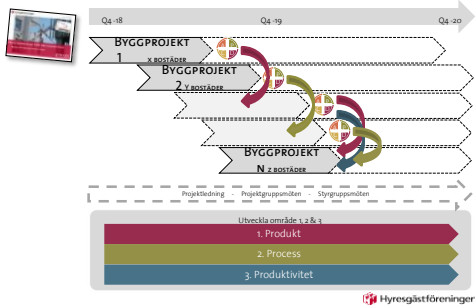 Q4 -18
Q4 -19
Q4 -20
BYGGPROJEKT
1 X BOSTÄDER
BYGGPROJEKT
2 Y BOSTÄDER
BYGGPROJEKT
N Z BOSTÄDER
Projektledning - Projektgruppsmöten - Styrgruppsmöten
Utveckla område 1, 2 & 3
1. Produkt
2. Process
3. Produktivitet
Hyresgästföreningen